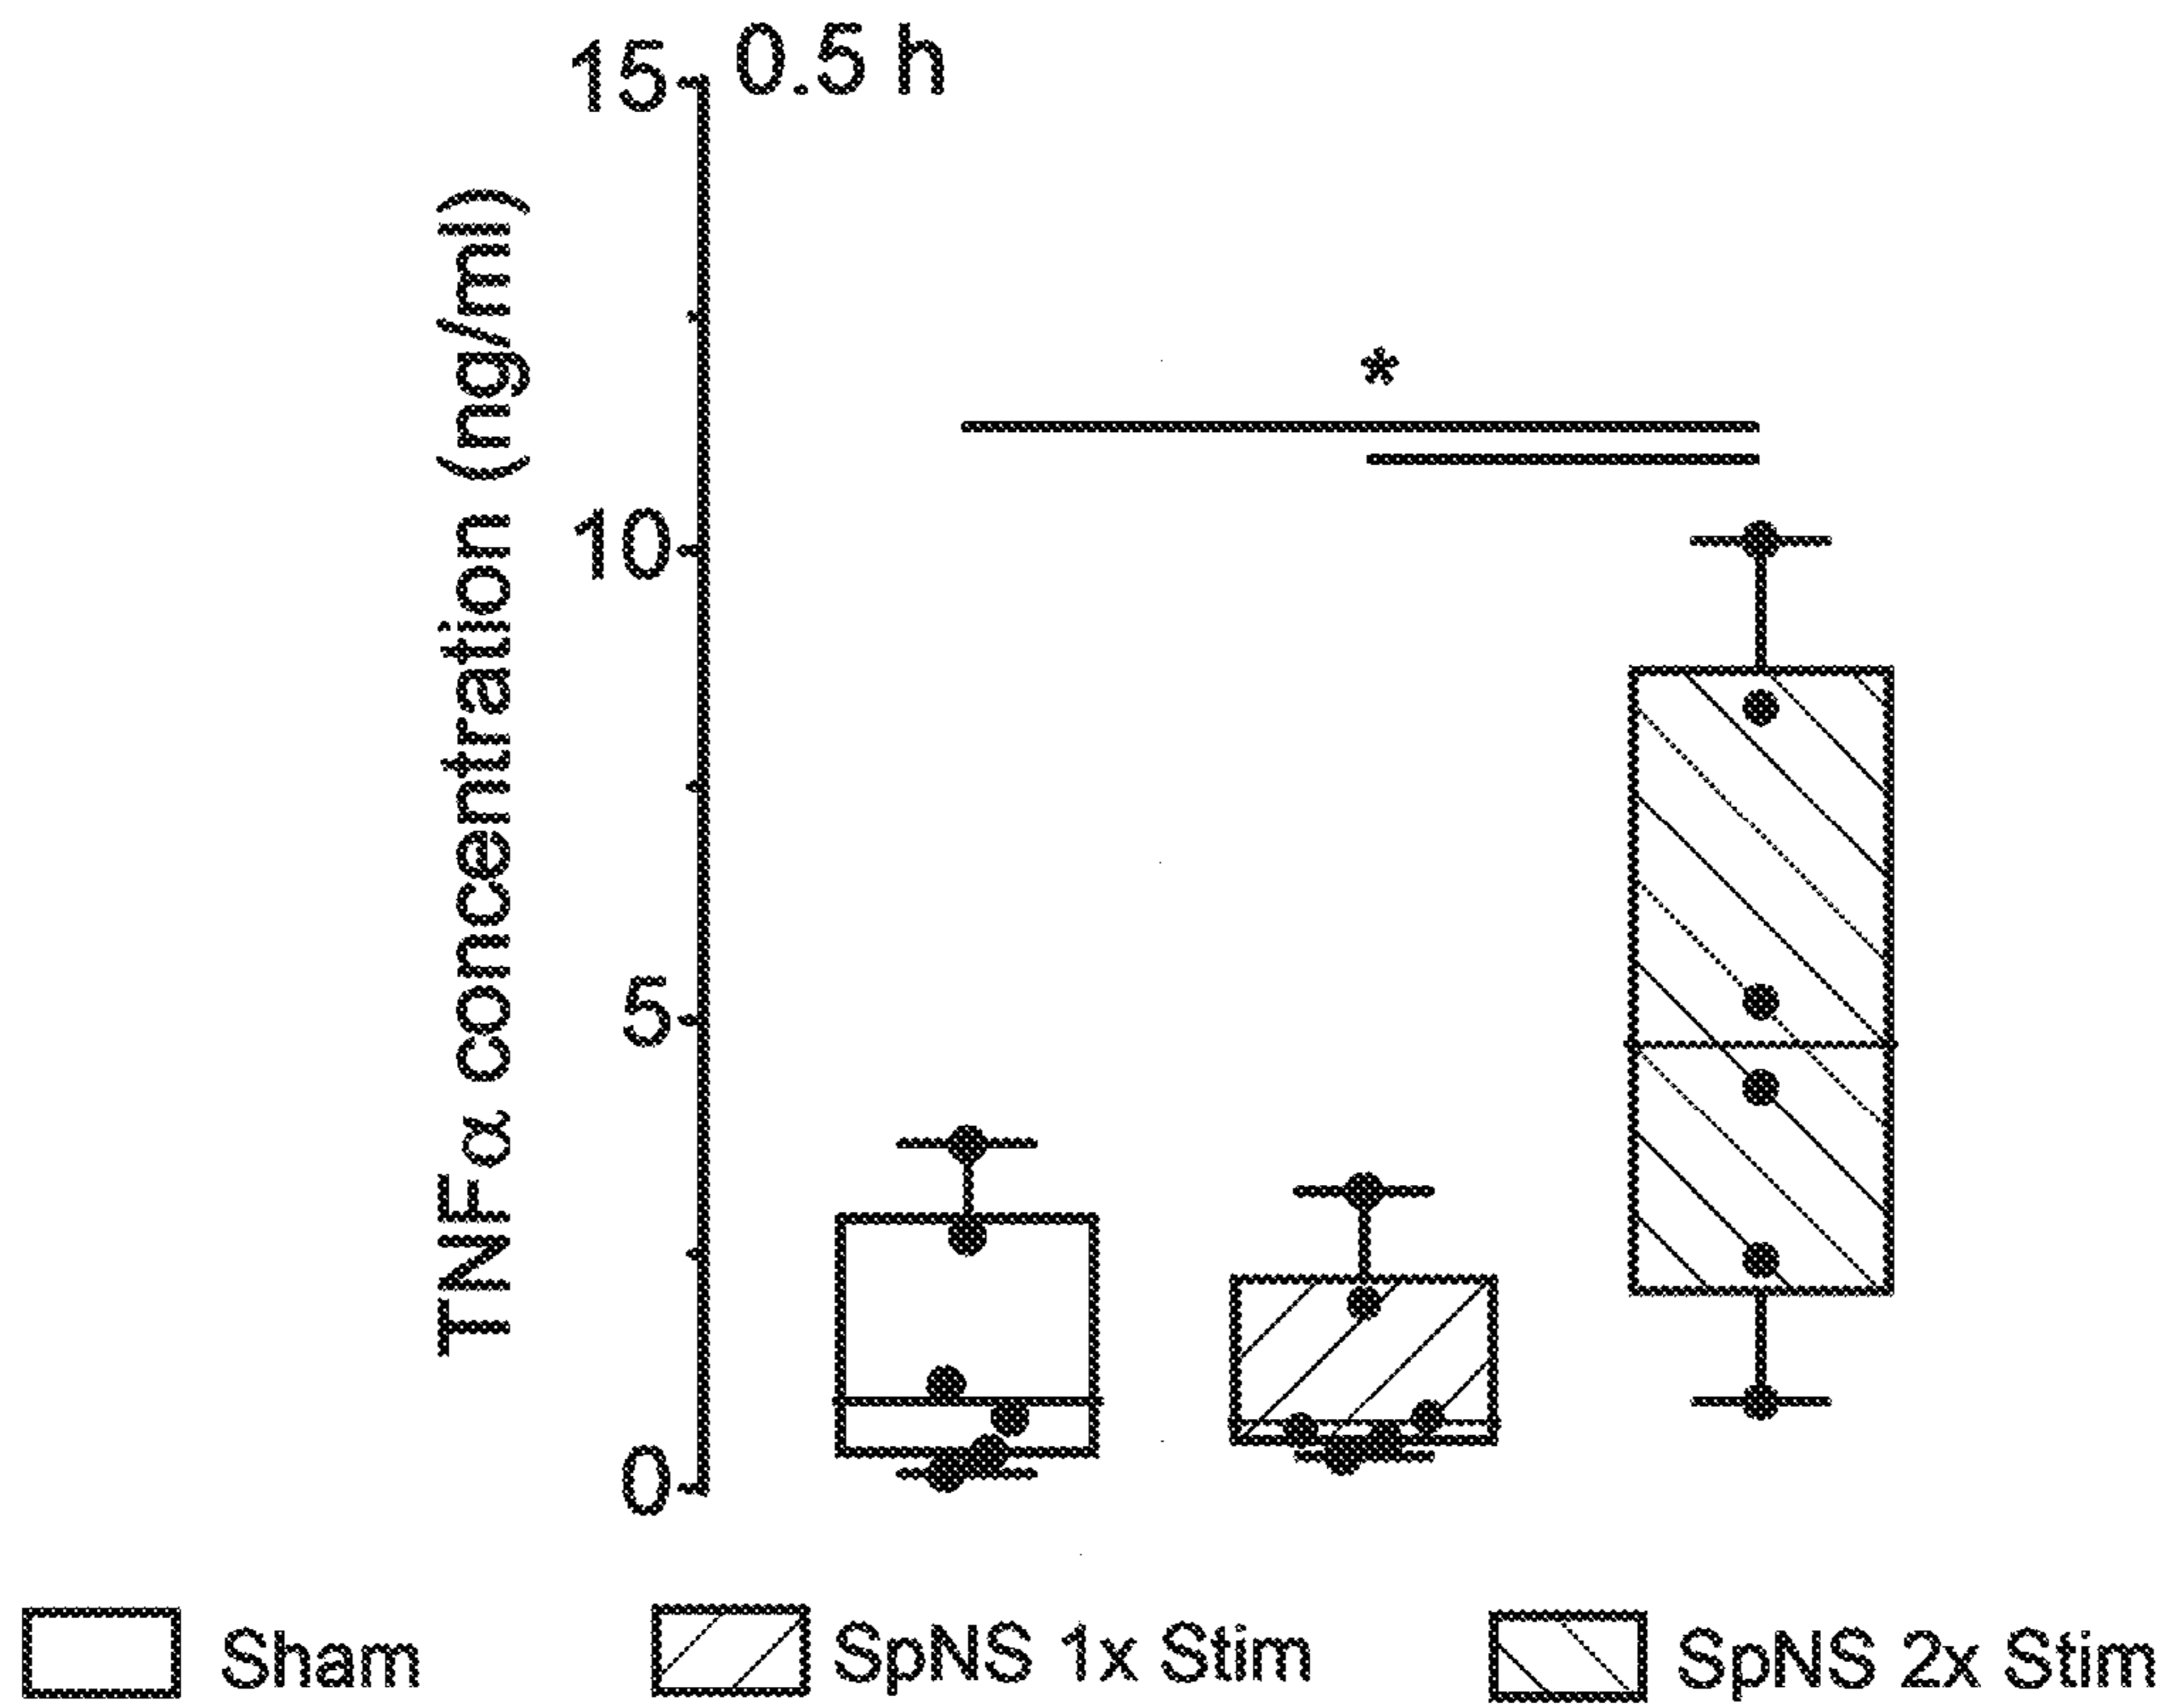 15
0.5 h
TNFα concentration (ng/ml)
*
10
5
0
Sham
SpNS 1x Stim
SpNS 2x Stim